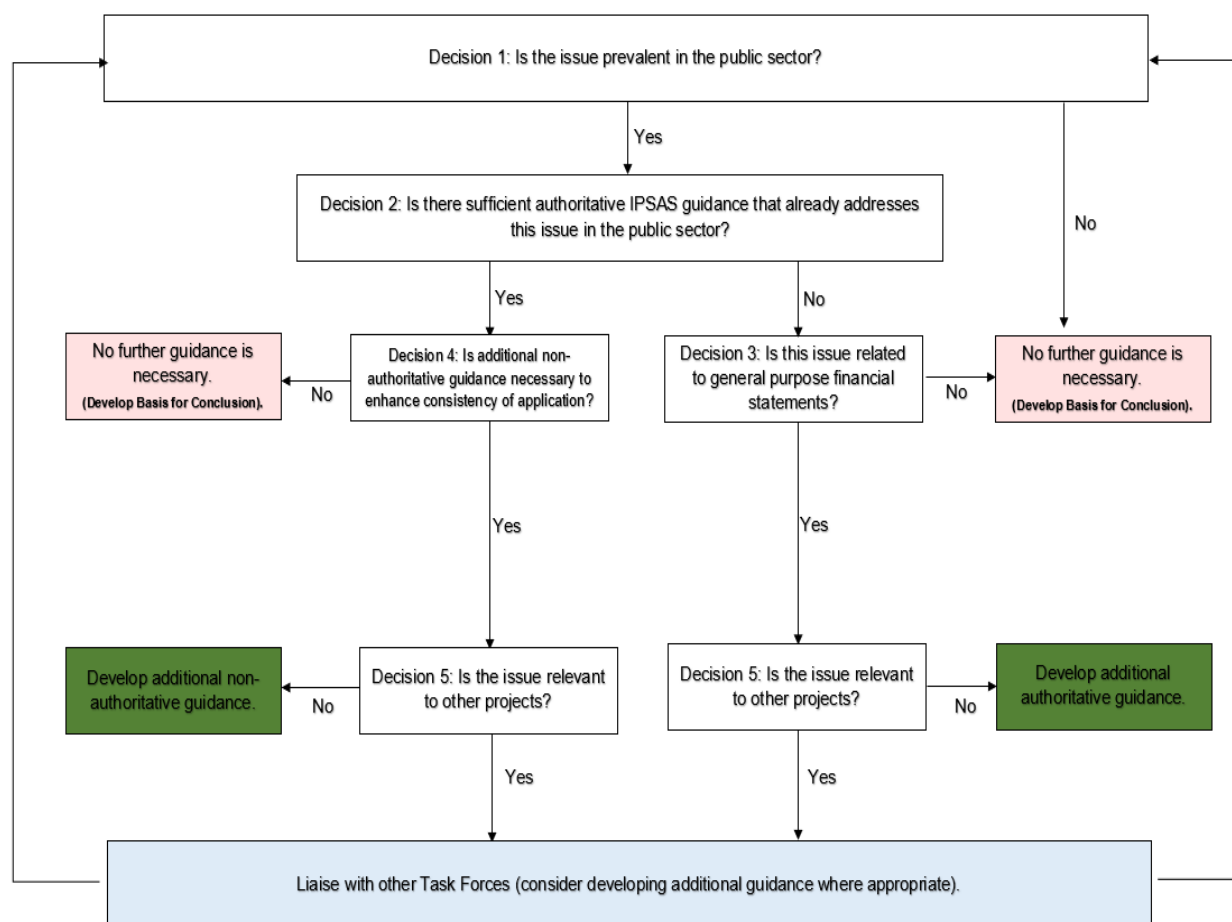 Decision 1: Is the issue prevalent in the public sector?
Yes
No
Decision 2: Is there sufficient authoritative IPSAS guidance that already addresses
this issue in the public sector?
Yes
No
No further guidance is
necessary.
(Develop Basis for Conclusion).
No
Decision 4: Is additional non-
authoritative guidance necessary to
enhance consistency of application?
Decision 3: Is this issue related
to general purpose financial
statements?
No
No further guidance is
necessary.
(Develop Basis for Conclusion).
Yes
Yes
Develop additional non-
authoritative guidance.
No
Decision 5: Is the issue relevant
to other projects?
Decision 5: Is the issue relevant
to other projects?
No
Develop additional
authoritative guidance.
Yes
Yes
Liaise with other Task Forces (consider developing additional guidance where appropriate).